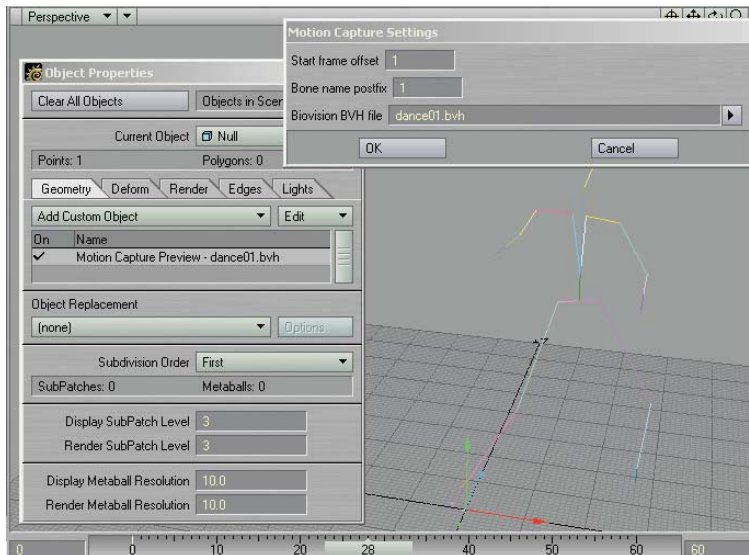 Perspective
Motion Capture Settings
Start frame offset 1
Bone name postfix 1
Biovision BVH file dance01.bvh
OK Cancel
Object Properties
Clear All Objects Objects in Scen
Current Object Null
Points: 1 Polygons: 0
Geometry Deform Render Edges Lights
Add Custom Object Edit
On Name
Motion Capture Preview - dance01.bvh
Object Replacement
(none) Options
Subdivision Order First
SubPatches: 0 Metaballs: 0
Display SubPatch Level 3
Render SubPatch Level 3
Display Metaball Resolution 10.0
Render Metaball Resolution 10.0
0 0 10 20 28 40 50 60 60